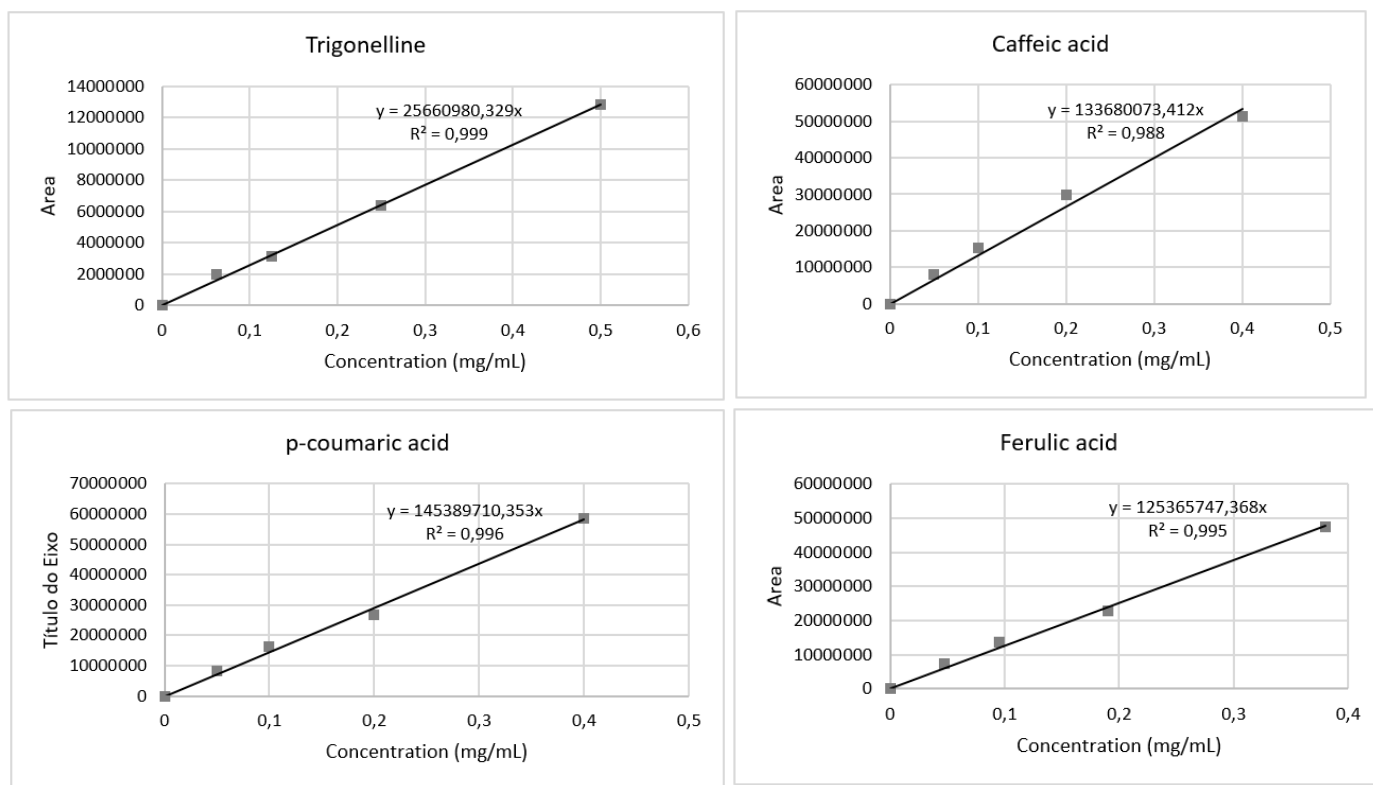 Trigonelline
Area
14000000
12000000
10000000
8000000
6000000
4000000
2000000
0
y = 25660980,329x
R² = 0,999
0 0,1 0,2 0,3 0,4 0,5 0,6
Concentration (mg/mL)
Caffeic acid
Area
60000000
50000000
40000000
30000000
20000000
10000000
0
y = 133680073,412x
R² = 0,988
0 0,1 0,2 0,3 0,4 0,5
Concentration (mg/mL)
p-coumaric acid
Título do Eixo
70000000
60000000
50000000
40000000
30000000
20000000
10000000
0
y = 145389710,353x
R² = 0,996
0 0,1 0,2 0,3 0,4 0,5
Concentration (mg/mL)
Ferulic acid
Area
60000000
50000000
40000000
30000000
20000000
10000000
0
y = 125365747,368x
R² = 0,995
0 0,1 0,2 0,3 0,4
Concentration (mg/mL)